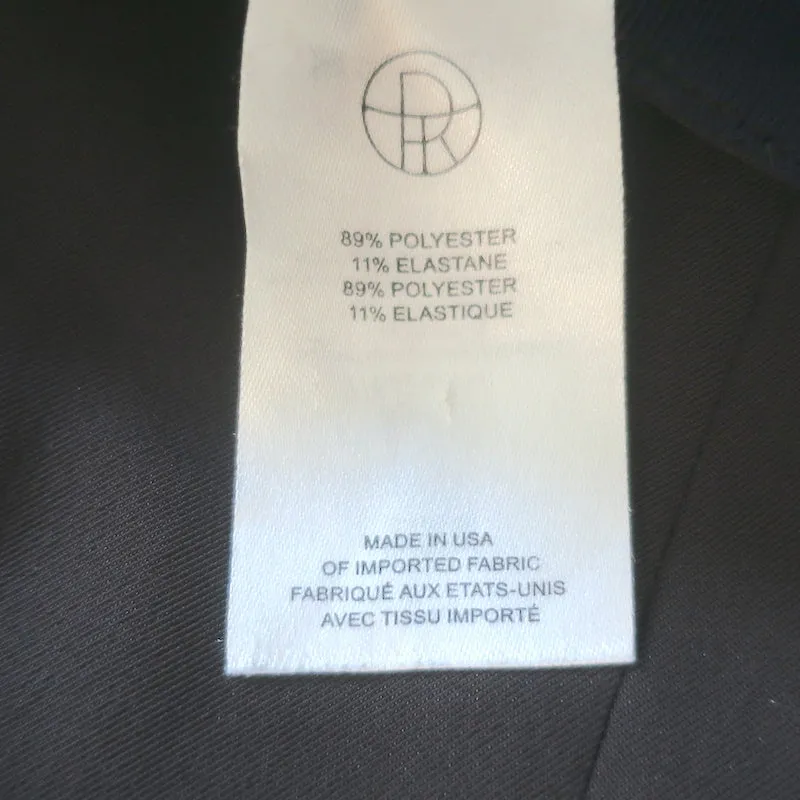 89% POLYESTER
11% ELASTANE
89% POLYESTER
11% ELASTIQUE
MADE IN USA
OF IMPORTED FABRIC
FABRIQUÉ AUX ETATS-UNIS
AVEC TISSU IMPORTÉ